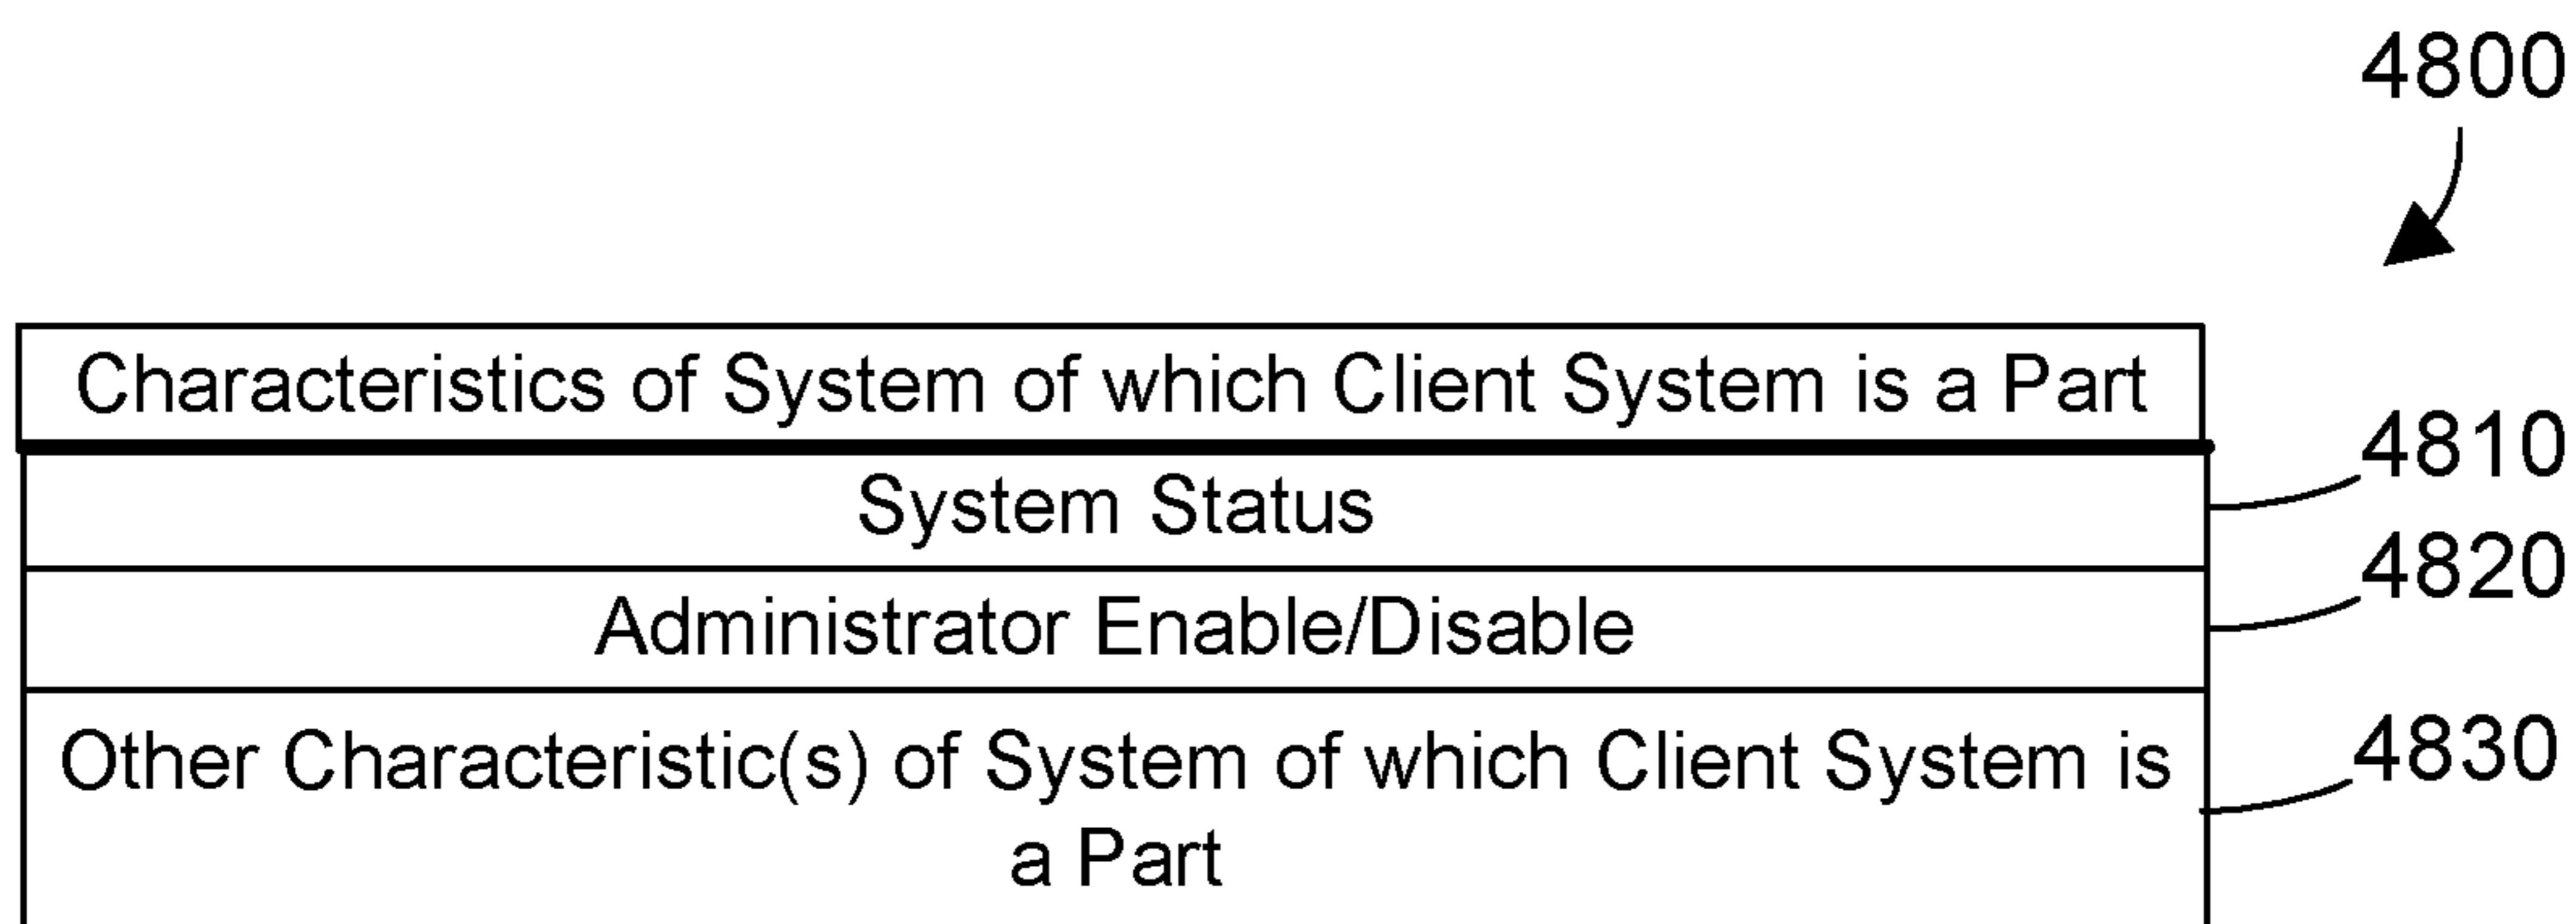 4800
Characteristics of System of which Client System is a Part
4810
System Status
4820
Administrator Enable/Disable
4830
Other Characteristic(s) of System of which Client System is
a Part